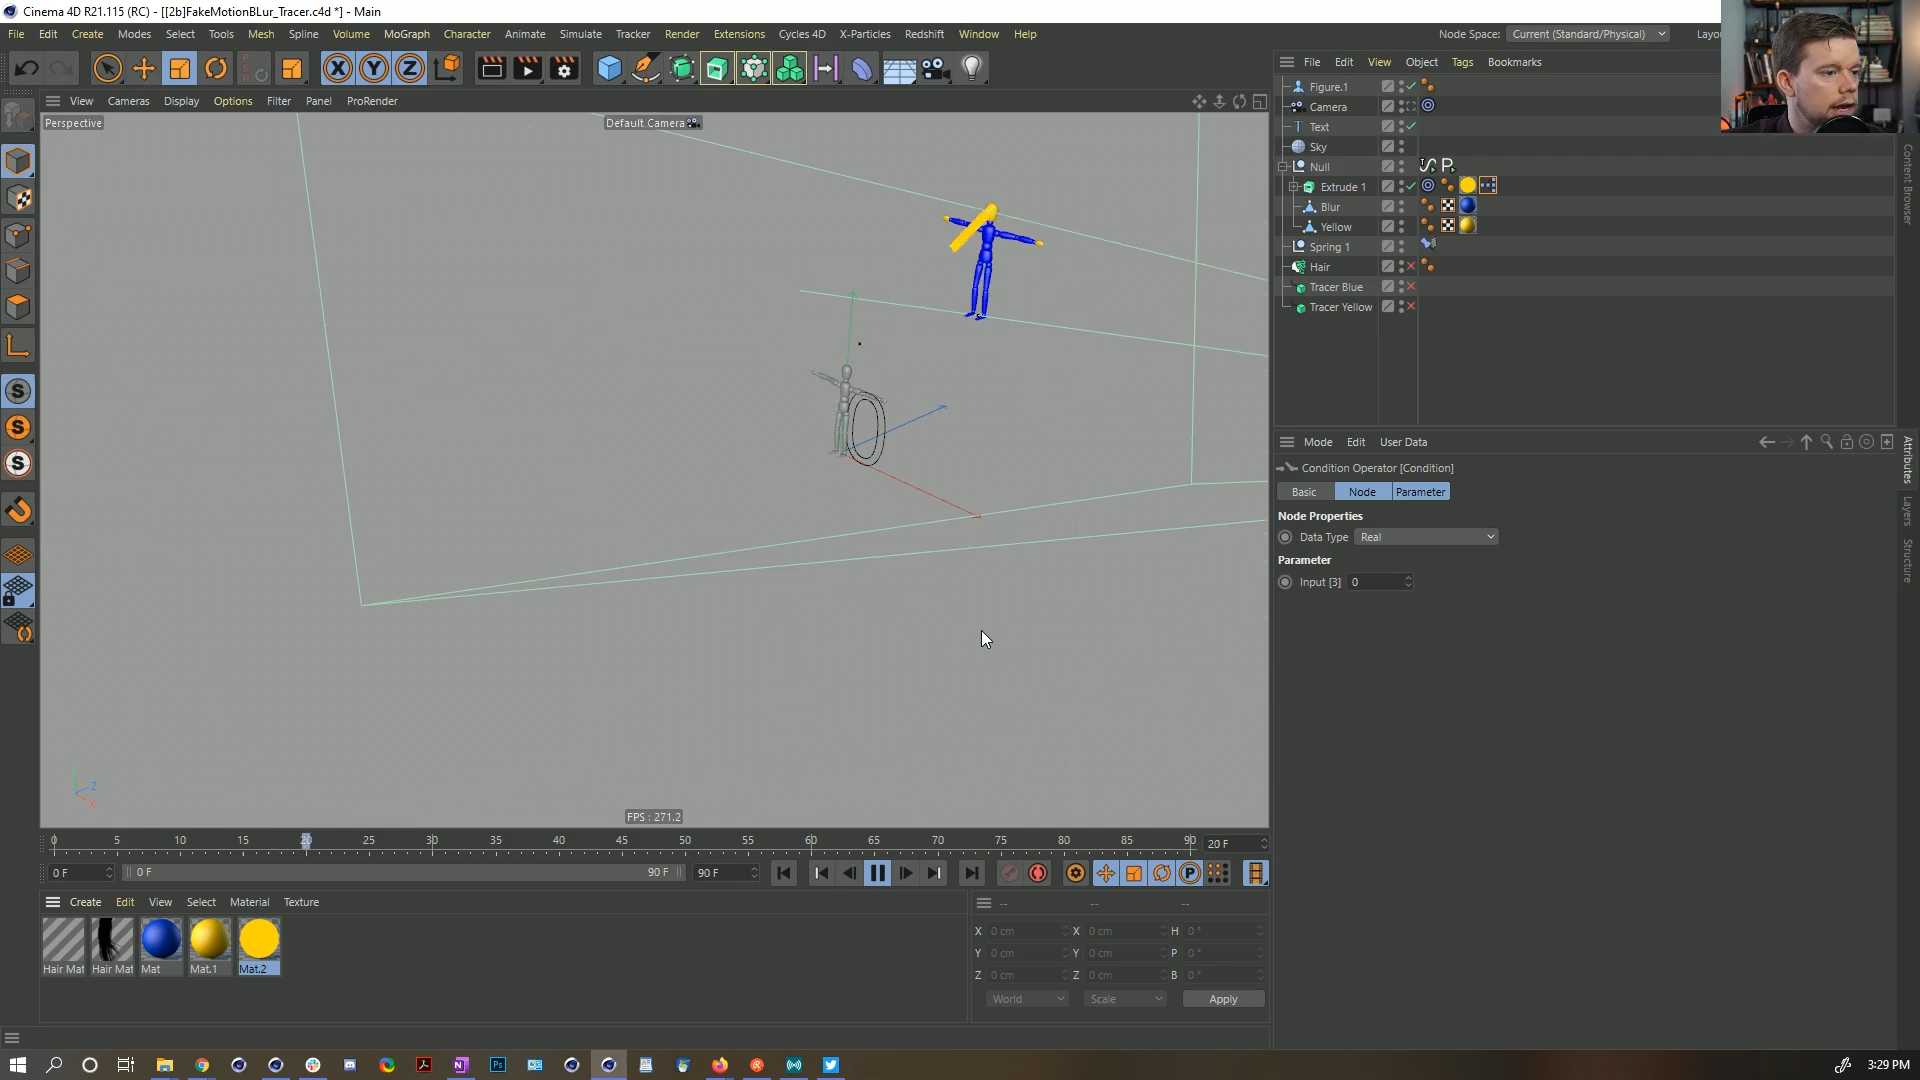 Cinema 4D R21.115 (RC) - [[2b]FakeMotionBLur_Tracer.c4d *] - Main
File Edit Create Modes Select Tools Mesh Spline Volume MoGraph Character Animate Simulate Tracker Render Extensions Cycles 4D X-Particles Redshift Window Help
Node Space: Current (Standard/Physical) Layou
View Cameras Display Options Filter Panel ProRender
Perspective
Default Camera
FPS : 271.2
File Edit View Object Tags Bookmarks
Figure.1
Camera
Text
Sky
Null
Extrude 1
Blur
Yellow
Spring 1
Hair
Tracer Blue
Tracer Yellow
Content Browser
Mode Edit User Data
Condition Operator [Condition]
Basic Node Parameter
Node Properties
Data Type Real
Parameter
Input [3] 0
Attributes
Layers
Structure
0 5 10 15 20 25 30 35 40 45 50 55 60 65 70 75 80 85 90 20 F
0 F 0 F 90 F 90 F
Create Edit View Select Material Texture
Hair Mat Hair Mat Mat Mat.1 Mat.2
-- -- --
X 0 cm X 0 cm H 0 °
Y 0 cm Y 0 cm P 0 °
Z 0 cm Z 0 cm B 0 °
World Scale Apply
3:29 PM